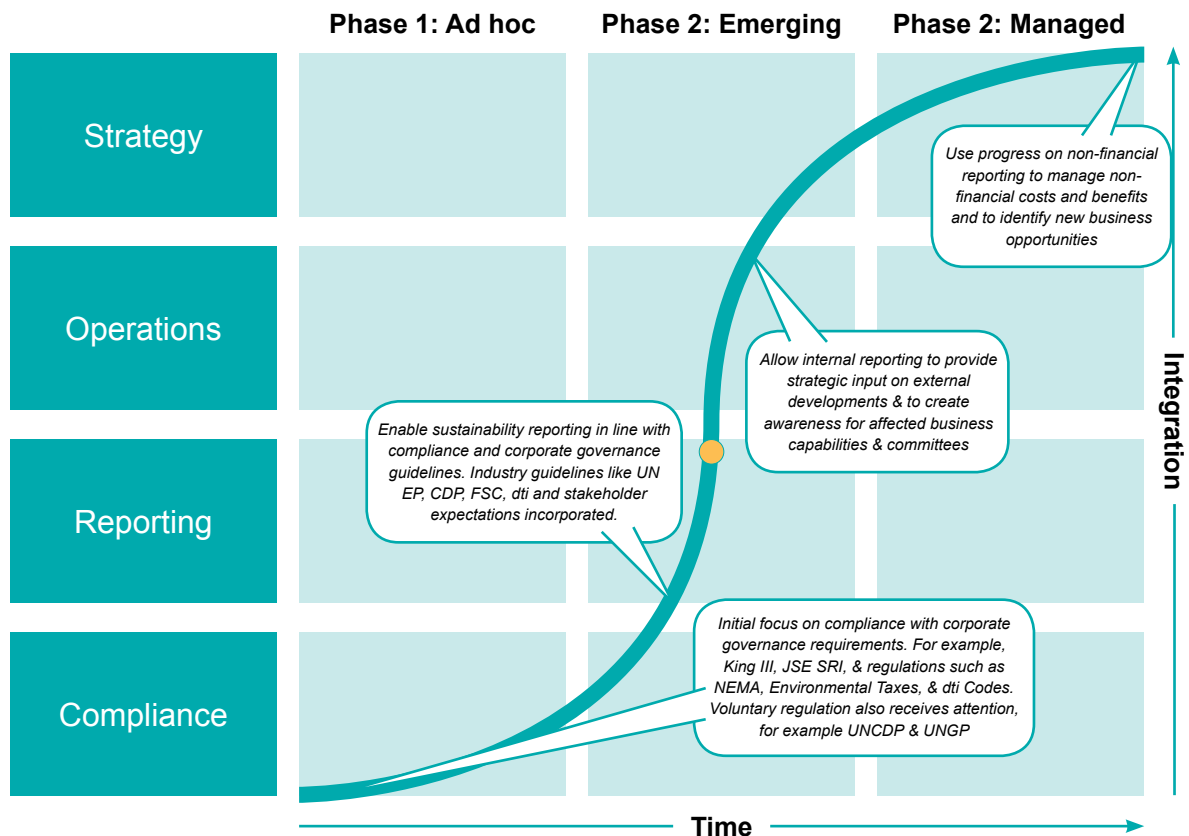 Phase 1: Ad hoc
Phase 2: Emerging
Phase 2: Managed
Strategy
Use progress on non-financial
reporting to manage non-
financial costs and benefits
and to identify new business
opportunities
Operations
Allow internal reporting to provide
strategic input on external
developments & to create
awareness for affected business
capabilities & committees
Integration
Reporting
Enable sustainability reporting in line with
compliance and corporate governance
guidelines. Industry guidelines like UN
EP, CDP, FSC, dti and stakeholder
expectations incorporated.
Compliance
Initial focus on compliance with corporate
governance requirements. For example,
King III, JSE SRI, & regulations such as
NEMA, Environmental Taxes, & dti Codes.
Voluntary regulation also receives attention,
for example UNCDP & UNGP
Time